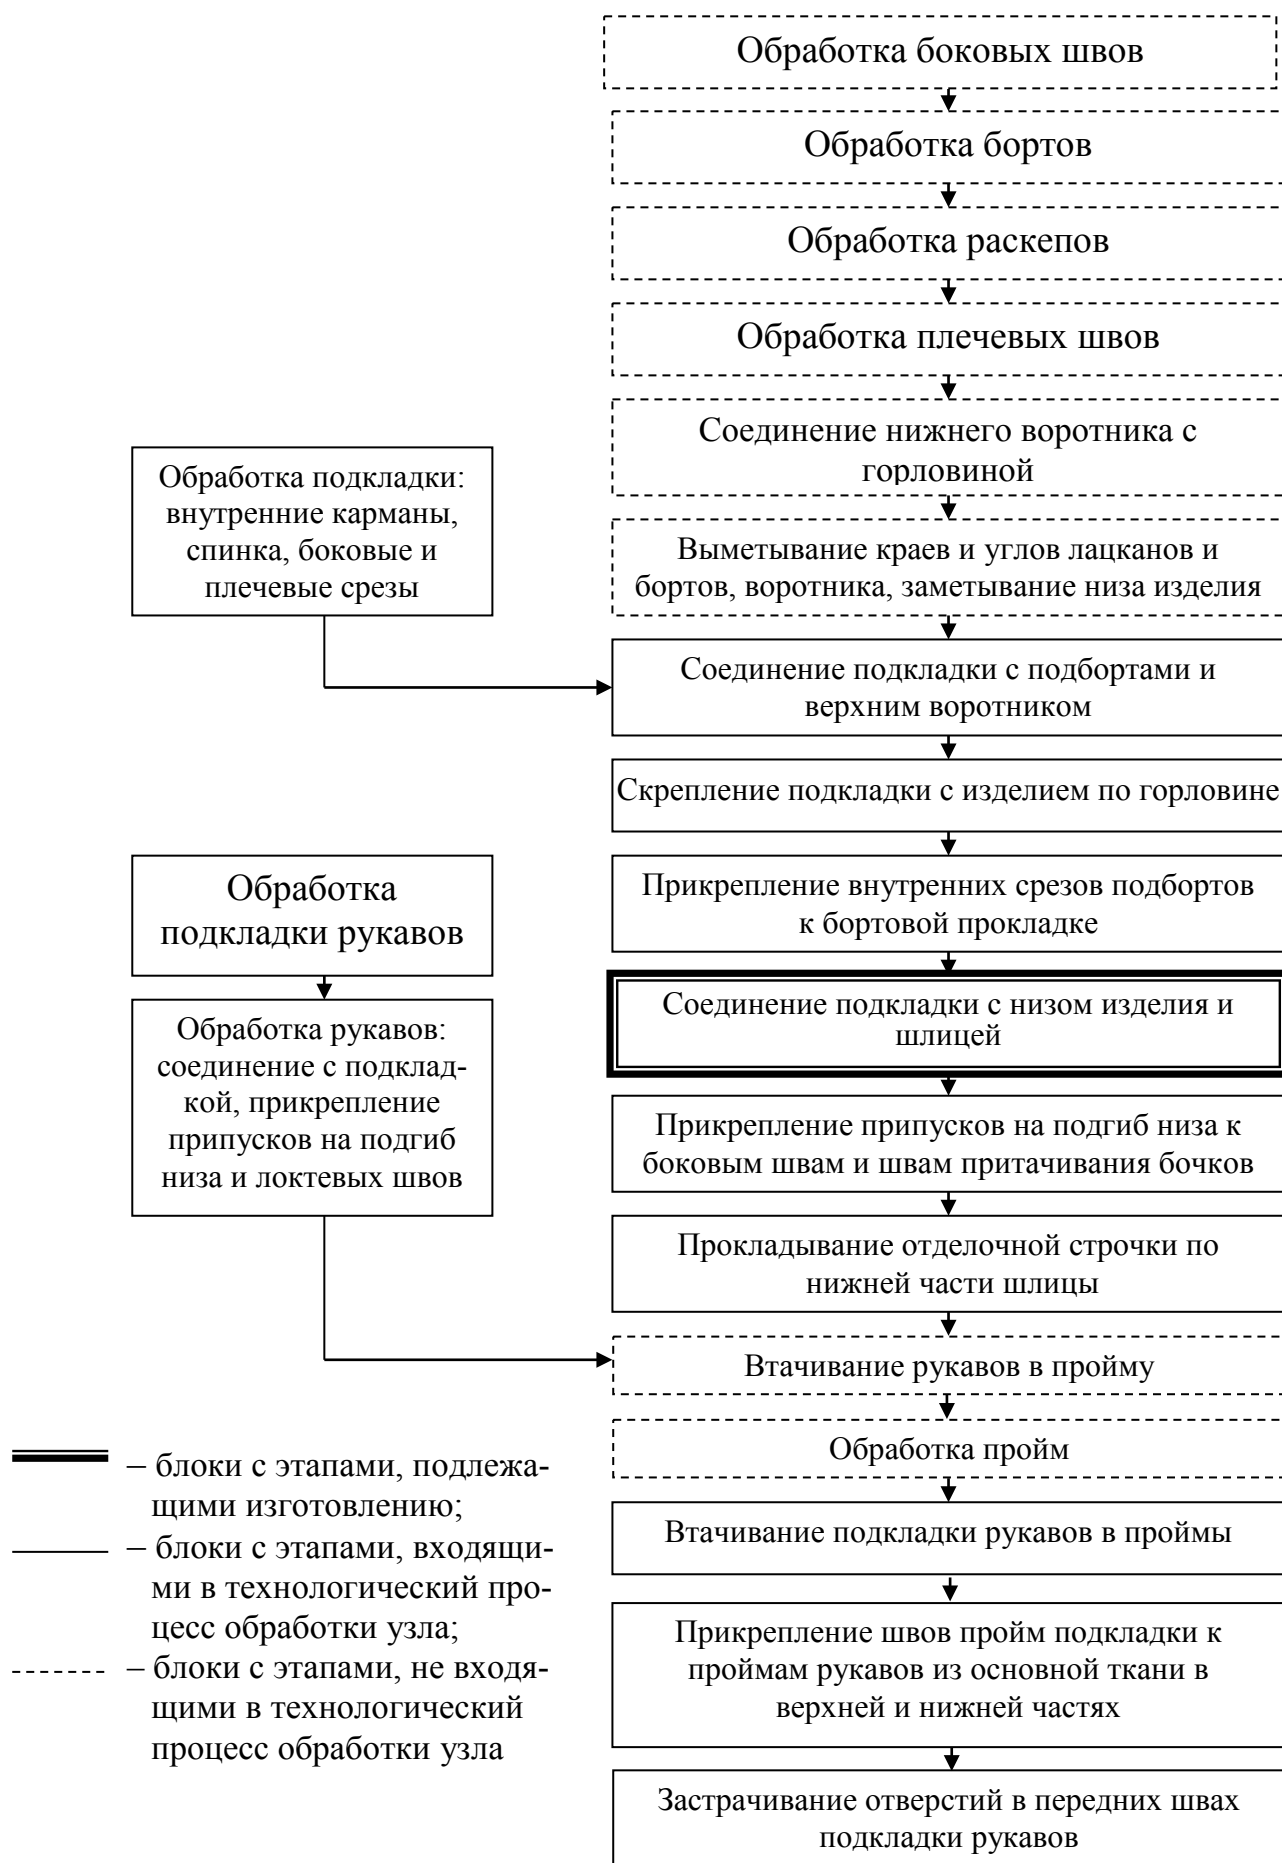 Обработка боковых швов
Обработка бортов
Обработка раскепов
Обработка плечевых швов
Соединение нижнего воротника с
горловиной
Обработка подкладки:
внутренние карманы,
спинка, боковые и
плечевые срезы
Выметывание краев и углов лацканов и
бортов, воротника, заметывание низа изделия
Соединение подкладки с подбортами и
верхним воротником
Скрепление подкладки с изделием по горловине
Прикрепление внутренних срезов подбортов
к бортовой прокладке
Обработка
подкладки рукавов
Соединение подкладки с низом изделия и
шлицей
Обработка рукавов:
соединение с подклад-
кой, прикрепление
припусков на подгиб
низа и локтевых швов
Прикрепление припусков на подгиб низа к
боковым швам и швам притачивания бочков
Прокладывание отделочной строчки по
нижней части шлицы
Втачивание рукавов в пройму
Обработка пройм
Втачивание подкладки рукавов в проймы
Прикрепление швов пройм подкладки к
проймам рукавов из основной ткани в
верхней и нижней частях
Застрачивание отверстий в передних швах
подкладки рукавов
– блоки с этапами, подлежа-
щими изготовлению;
– блоки с этапами, входящи-
ми в технологический про-
цесс обработки узла;
– блоки с этапами, не входя-
щими в технологический
процесс обработки узла